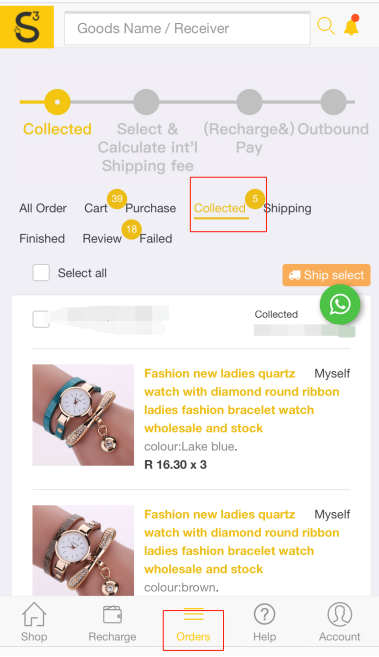 S3
Goods Name / Receiver
Collected
Select & Calculate int'l Shipping fee
(Recharge&) Pay
Outbound
All Order Cart 39 Purchase Collected 5 Shipping
Finished Review 18 Failed
Select all Ship select
Collected
Fashion new ladies quartz Myself
watch with diamond round ribbon
ladies fashion bracelet watch
wholesale and stock
colour:Lake blue.
R 16.30 x 3
Fashion new ladies quartz Myself
watch with diamond round ribbon
ladies fashion bracelet watch
wholesale and stock
colour:brown.
Shop Recharge Orders Help Account